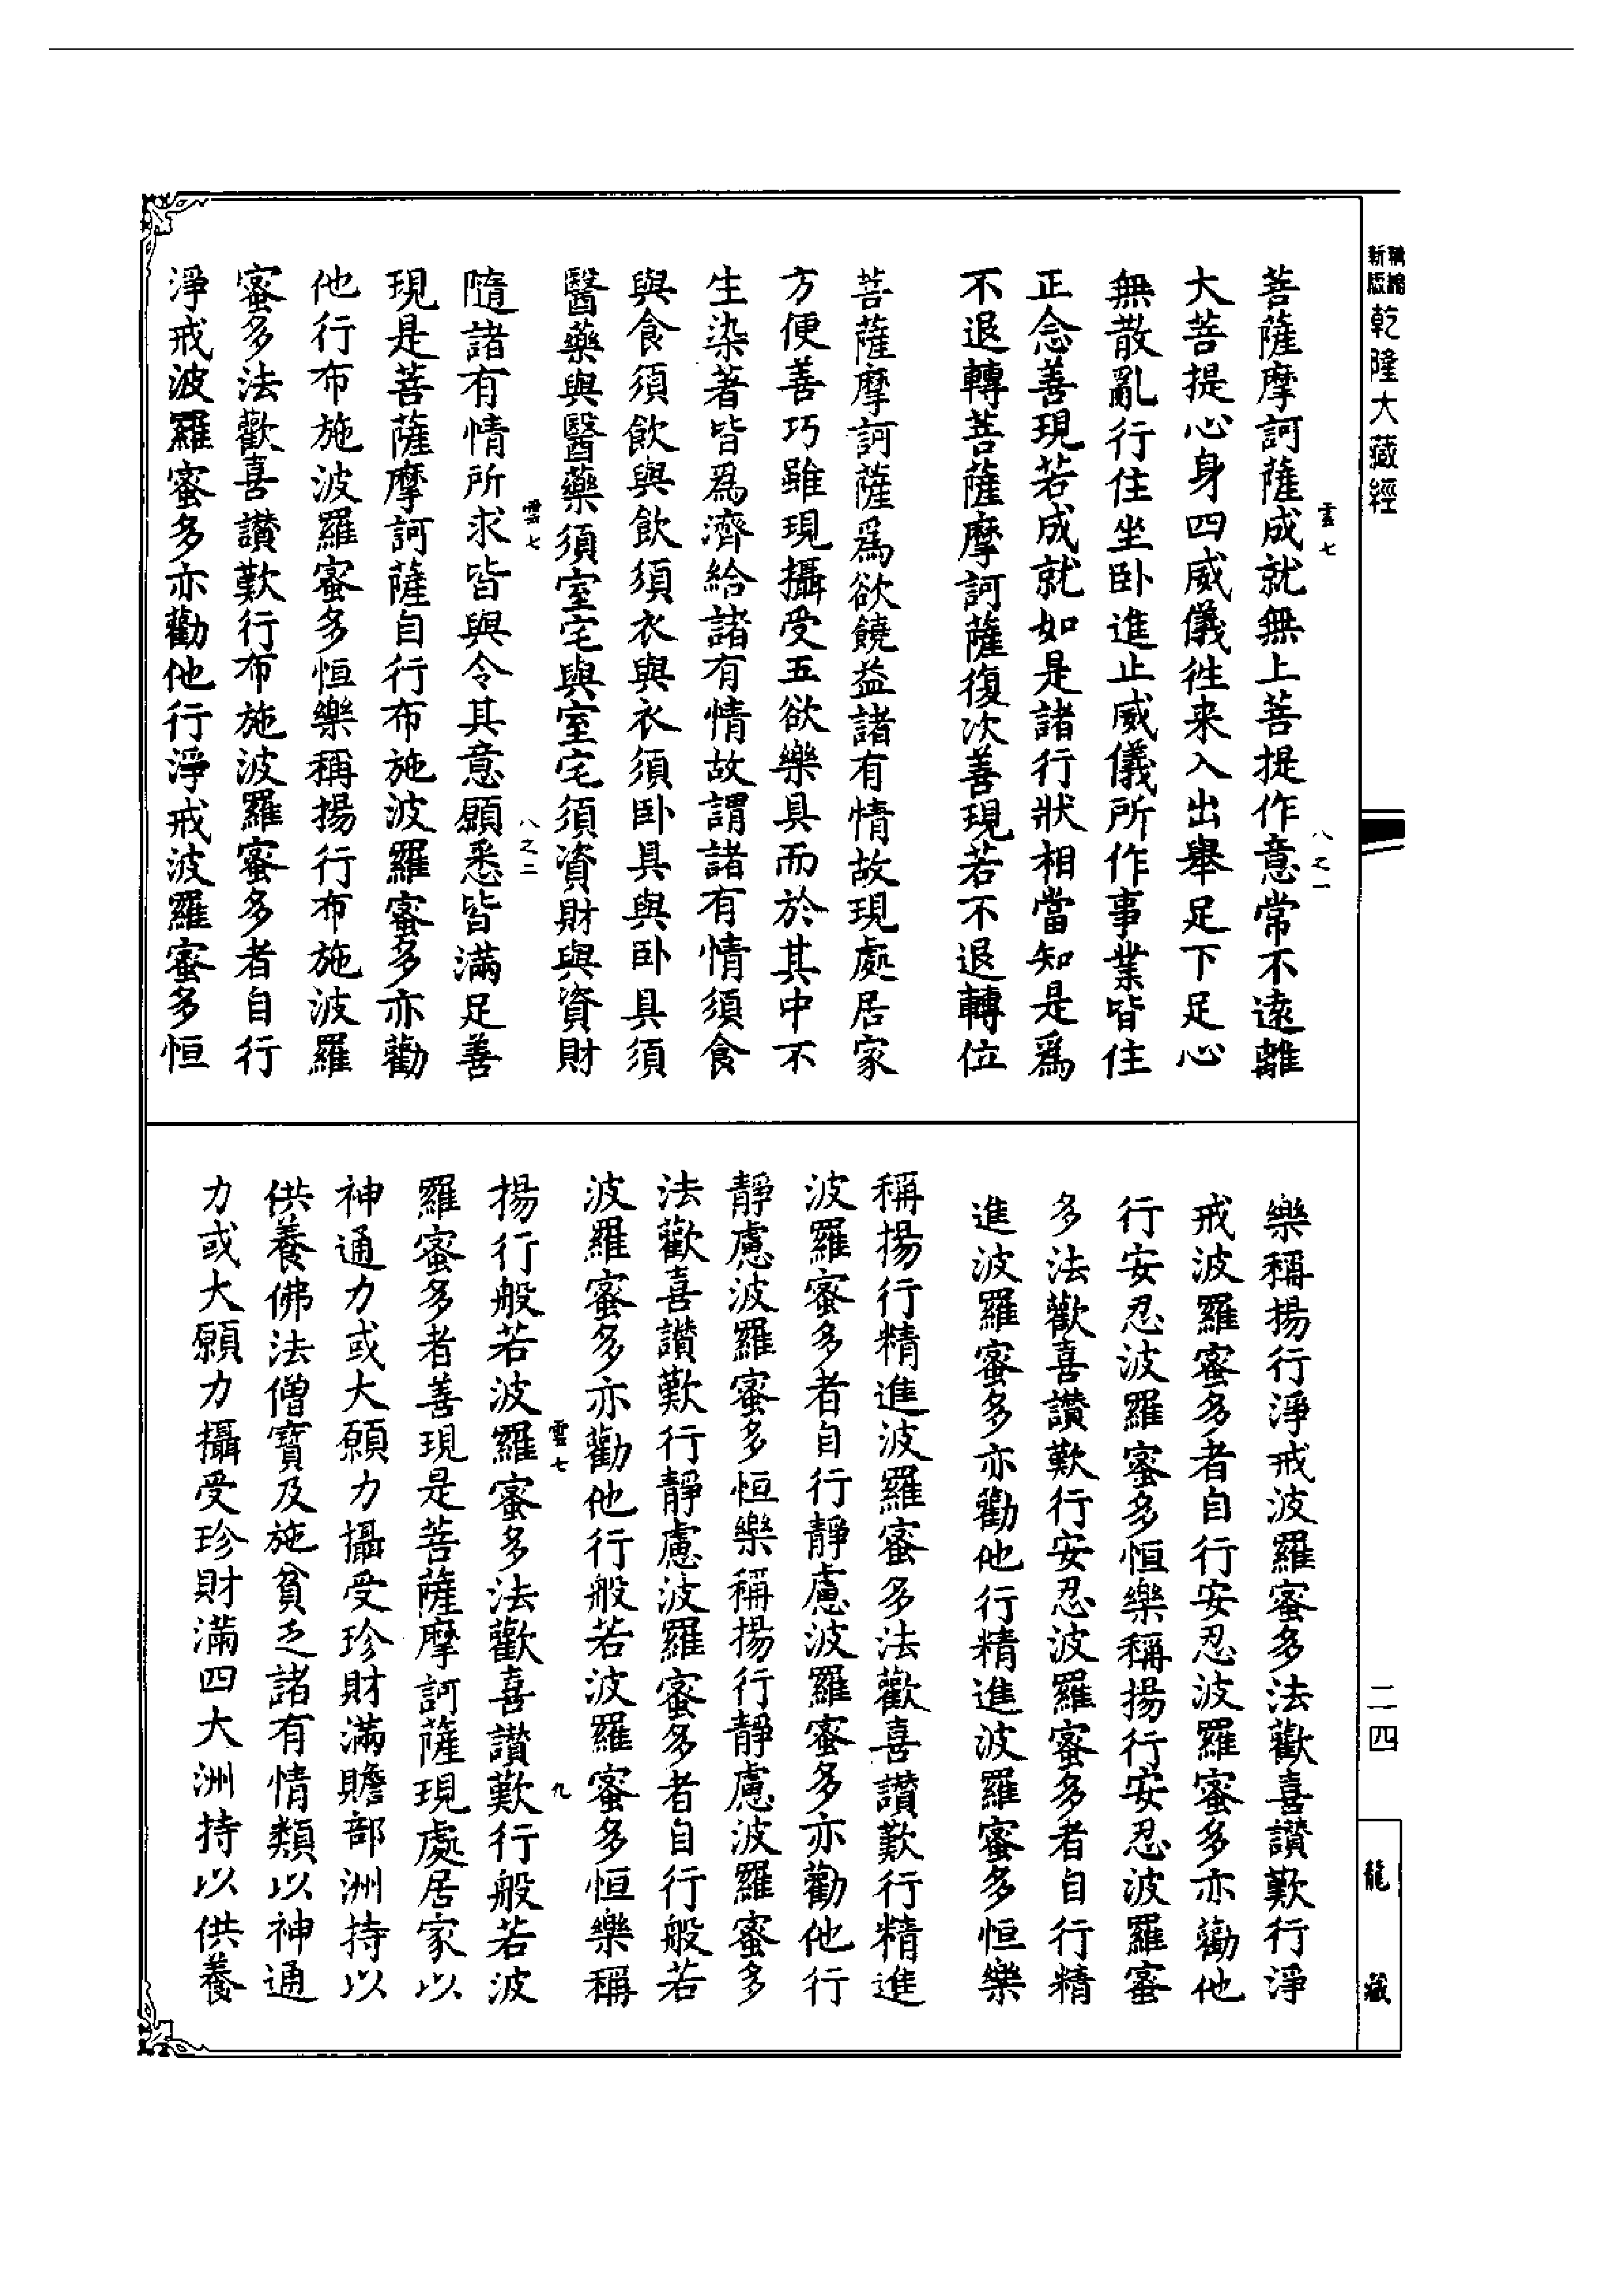 新編
縮版
乾隆大藏經
雲七
八之一
菩薩摩訶薩成就無上菩提作意常不遠離
大菩提心身四威儀徃来入出舉足下足心
無散亂行住坐卧進止威儀所作事業皆住
正念善現若成就如是諸行狀相當知是爲
不退轉菩薩摩訶薩復次善現若不退轉位
菩薩摩訶薩爲欲饒益諸有情故現處居家
方便善巧雖現攝受五欲樂具而於其中不
生染著皆爲濟給諸有情故謂諸有情須食
與食須飲與飲須衣與衣須卧具與卧具須
醫藥與醫藥須室宅與室宅須資財與資財
雲七
八之二
隨諸有情所求皆與令其意願悉皆滿足善
現是菩薩摩訶薩自行布施波羅蜜多亦勸
他行布施波羅蜜多恒樂稱揚行布施波羅
蜜多法歡喜讃歎行布施波羅蜜多者自行
淨戒波羅蜜多亦勸他行淨戒波羅蜜多恒
樂稱揚行淨戒波羅蜜多法歡喜讃歎行淨
戒波羅蜜多者自行安忍波羅蜜多亦勸他
行安忍波羅蜜多恒樂稱揚行安忍波羅蜜
多法歡喜讃歎行安忍波羅蜜多者自行精
進波羅蜜多亦勸他行精進波羅蜜多恒樂
稱揚行精進波羅蜜多法歡喜讃歎行精進
波羅蜜多者自行靜慮波羅蜜多亦勸他行
靜慮波羅蜜多恒樂稱揚行靜慮波羅蜜多
法歡喜讃歎行靜慮波羅蜜多者自行般若
波羅蜜多亦勸他行般若波羅蜜多恒樂稱
雲七
九
揚行般若波羅蜜多法歡喜讃歎行般若波
羅蜜多者善現是菩薩摩訶薩現處居家以
神通力或大願力攝受珍財滿贍部洲持以
供養佛法僧寶及施貧乏諸有情類以神通
力或大願力攝受珍財滿四大洲持以供養
二四
龍藏